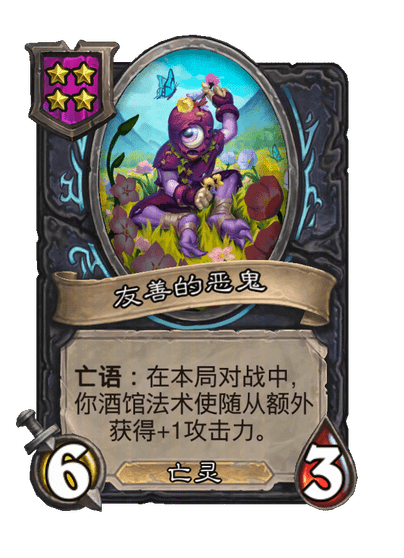 友善的恶鬼
亡语：在本局对战中，
你酒馆法术使随从额外
获得+1攻击力。
6
亡灵
3